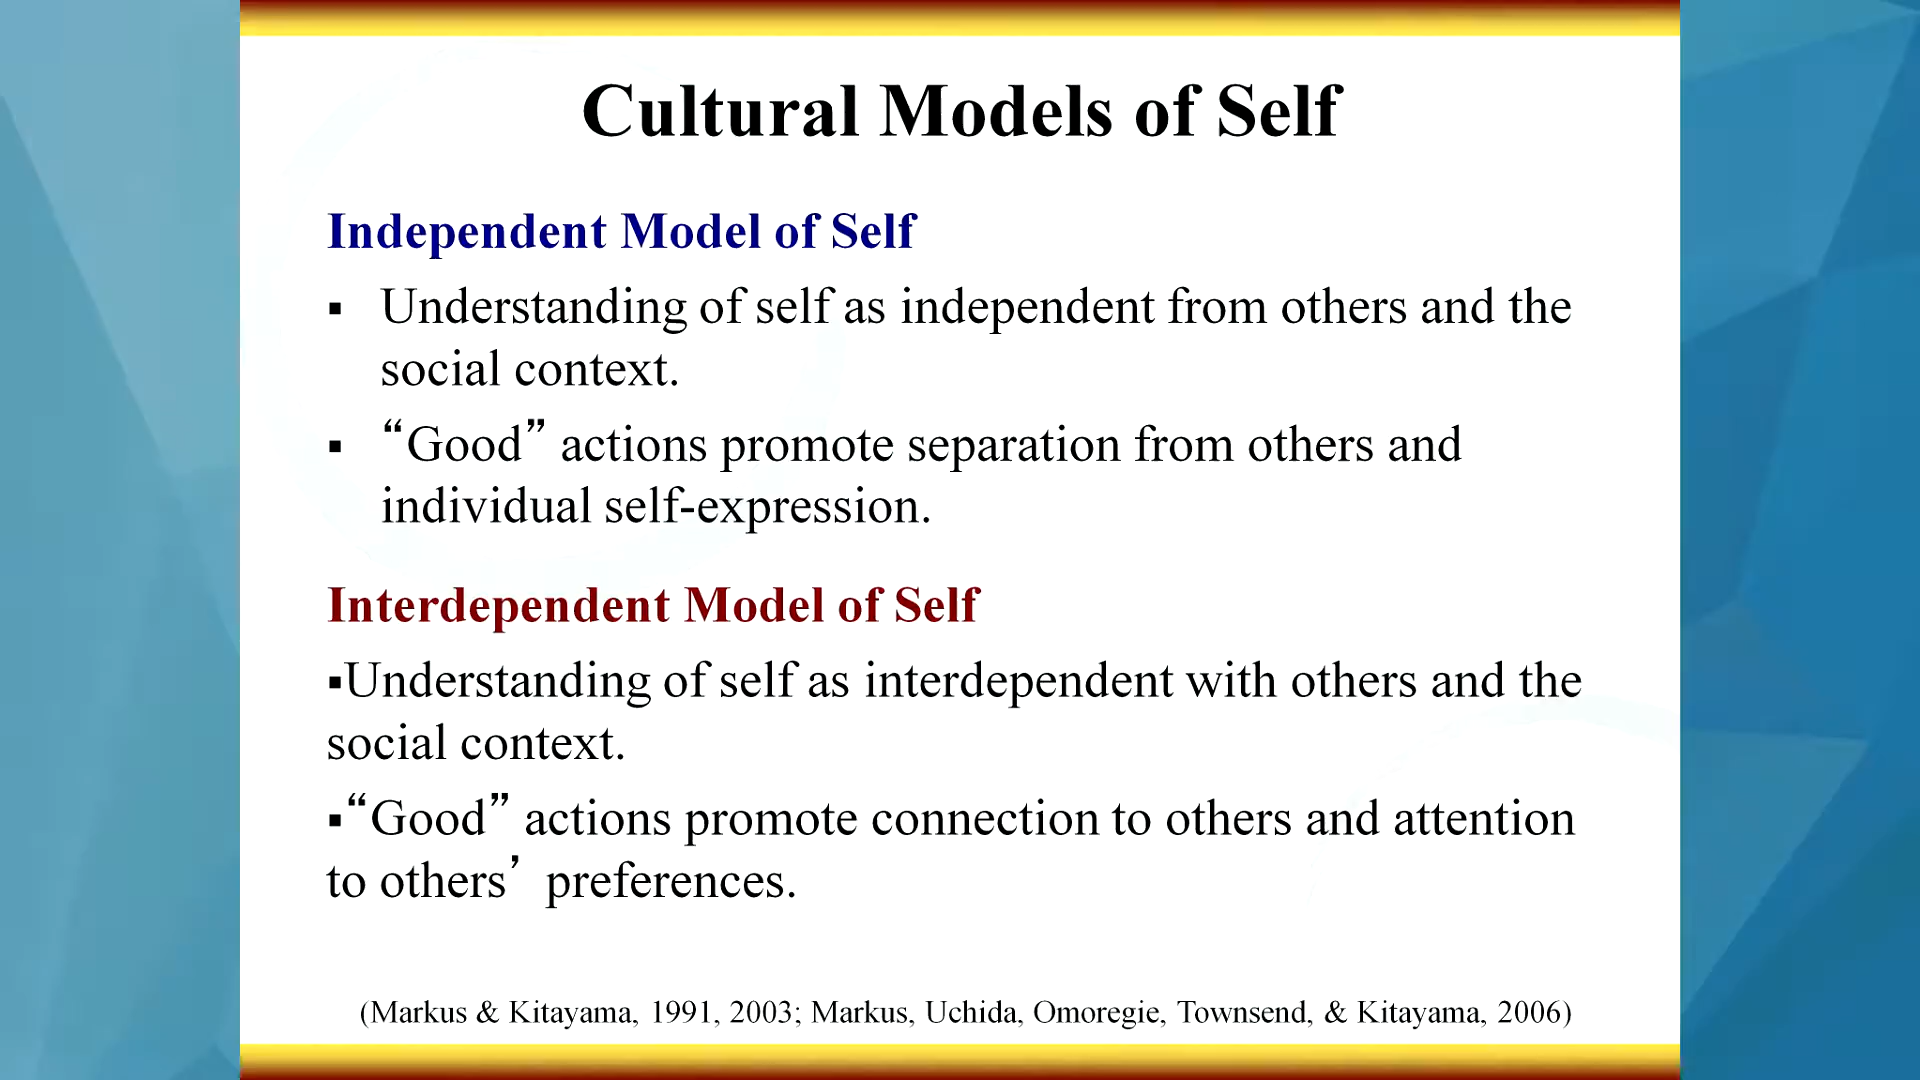 Cultural Models of Self
Independent Model of Self
▪ Understanding of self as independent from others and the
social context.
▪ “Good” actions promote separation from others and
individual self-expression.
Interdependent Model of Self
▪Understanding of self as interdependent with others and the
social context.
▪“Good” actions promote connection to others and attention
to others’ preferences.
(Markus & Kitayama, 1991, 2003; Markus, Uchida, Omoregie, Townsend, & Kitayama, 2006)